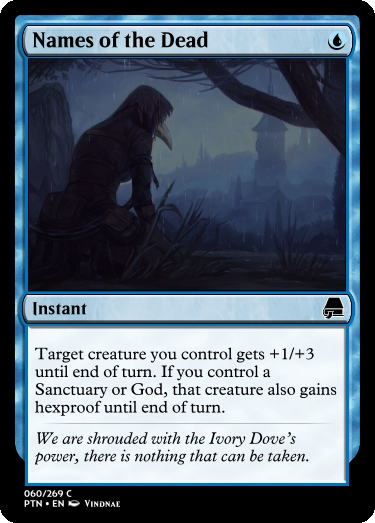 Names of the Dead
Instant
Target creature you control gets +1/+3
until end of turn. If you control a
Sanctuary or God, that creature also gains
hexproof until end of turn.
We are shrouded with the Ivory Dove's
power, there is nothing that can be taken.
060/269 C
PTN • EN Vindnae